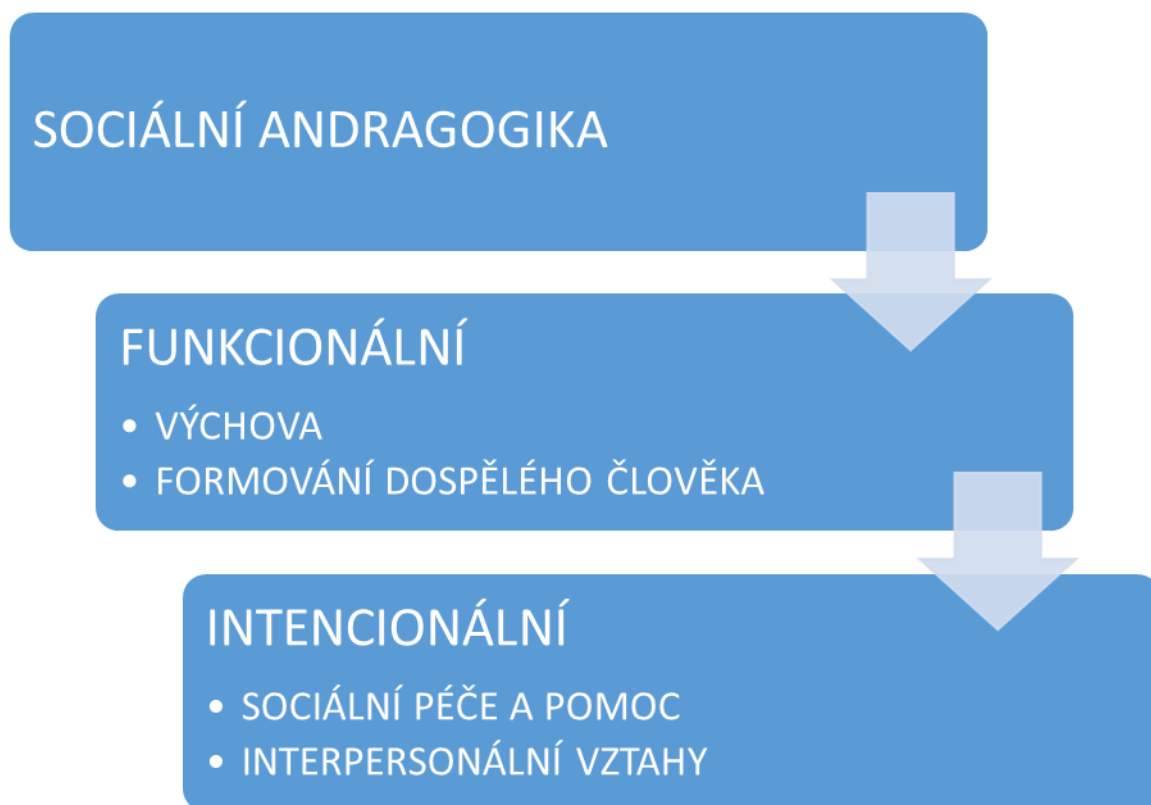 SOCIÁLNÍ ANDRAGOGIKA
FUNKCIONÁLNÍ
• VÝCHOVA
• FORMOVÁNÍ DOSPĚLÉHO ČLOVĚKA
INTENCIONÁLNÍ
• SOCIÁLNÍ PÉČE A POMOC
• INTERPERSONÁLNÍ VZTAHY